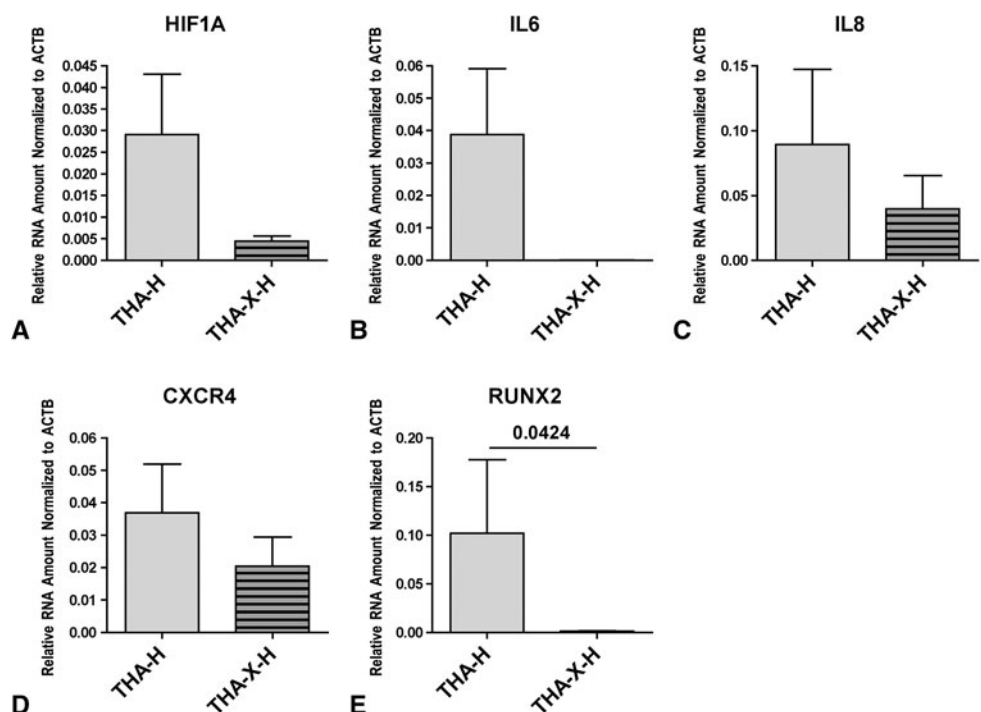 HIF1A
Relative RNA Amount Normalized to ACTB
0.045
0.040
0.035
0.030
0.025
0.020
0.015
0.010
0.005
0.000
THA-H
THA-X-H
A
IL6
Relative RNA Amount Normalized to ACTB
0.06
0.05
0.04
0.03
0.02
0.01
0.00
THA-H
THA-X-H
B
IL8
Relative RNA Amount Normalized to ACTB
0.15
0.10
0.05
0.00
THA-H
THA-X-H
C
CXCR4
Relative RNA Amount Normalized to ACTB
0.06
0.05
0.04
0.03
0.02
0.01
0.00
THA-H
THA-X-H
D
RUNX2
Relative RNA Amount Normalized to ACTB
0.0424
0.20
0.15
0.10
0.05
0.00
THA-H
THA-X-H
E